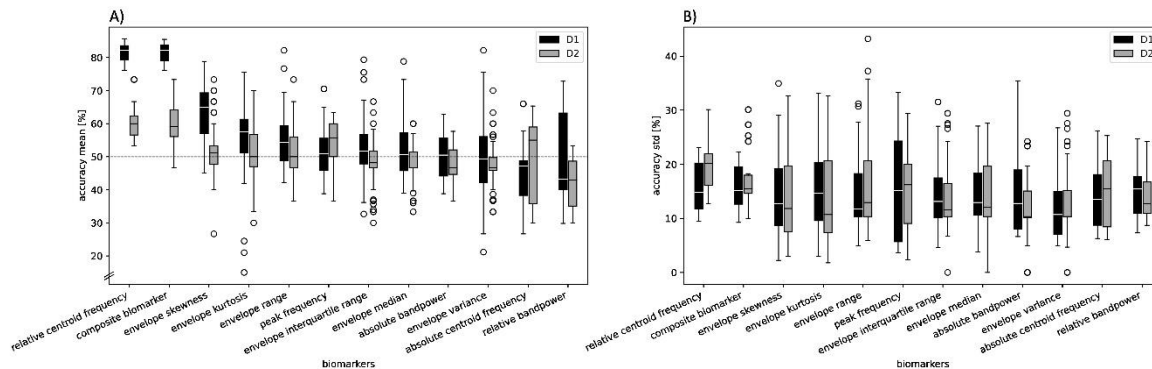 A)
accuracy mean [%]
80
70
60
50
40
30
20
D1
D2
relative centroid frequency
composite biomarker
envelope skewness
envelope kurtosis
envelope range
peak frequency
envelope interquartile range
envelope median
absolute bandpower
envelope variance
absolute centroid frequency
relative bandpower
biomarkers
B)
accuracy std [%]
40
30
20
10
0
D1
D2
relative centroid frequency
composite biomarker
envelope skewness
envelope kurtosis
envelope range
peak frequency
envelope interquartile range
envelope median
absolute bandpower
envelope variance
absolute centroid frequency
relative bandpower
biomarkers